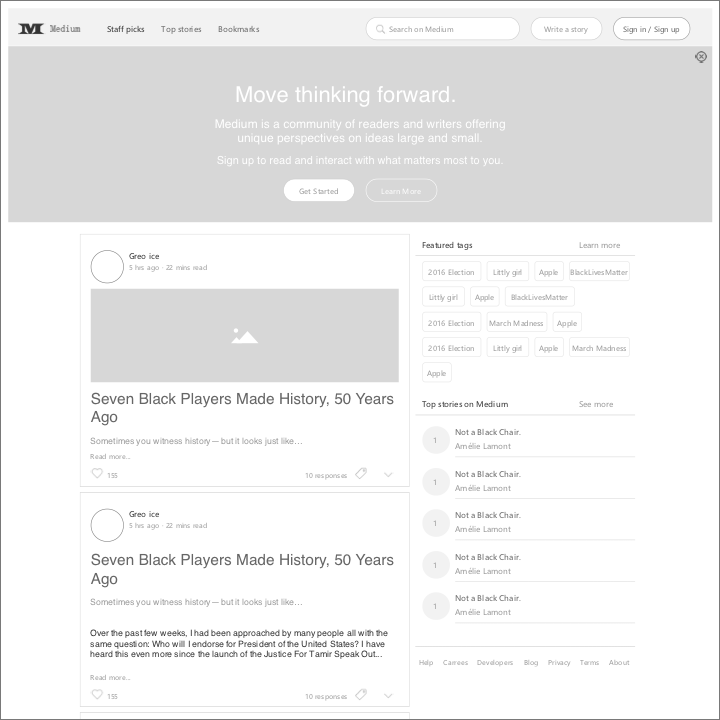 M Medium Staff picks Top stories Bookmarks Search on Medium Write a story Sign in / Sign up
Move thinking forward.
Medium is a community of readers and writers offering
unique perspectives on ideas large and small.
Sign up to read and interact with what matters most to you.
Get Started Learn More
Greo ice
5 hrs ago · 22 mins read
Seven Black Players Made History, 50 Years
Ago
Sometimes you witness history — but it looks just like...
Read more...
155 10 responses
Greo ice
5 hrs ago · 22 mins read
Seven Black Players Made History, 50 Years
Ago
Sometimes you witness history — but it looks just like...
Over the past few weeks, I had been approached by many people all with the
same question: Who will I endorse for President of the United States? I have
heard this even more since the launch of the Justice For Tamir Speak Out...
Read more...
155 10 responses
Featured tags Learn more
2016 Election Littly girl Apple BlackLivesMatter
Littly girl Apple BlackLivesMatter
2016 Election March Madness Apple
2016 Election Littly girl Apple March Madness
Apple
Top stories on Medium See more
1 Not a Black Chair.
Amélie Lamont
1 Not a Black Chair.
Amélie Lamont
1 Not a Black Chair.
Amélie Lamont
1 Not a Black Chair.
Amélie Lamont
1 Not a Black Chair.
Amélie Lamont
Help Carrees Developers Blog Privacy Terms About